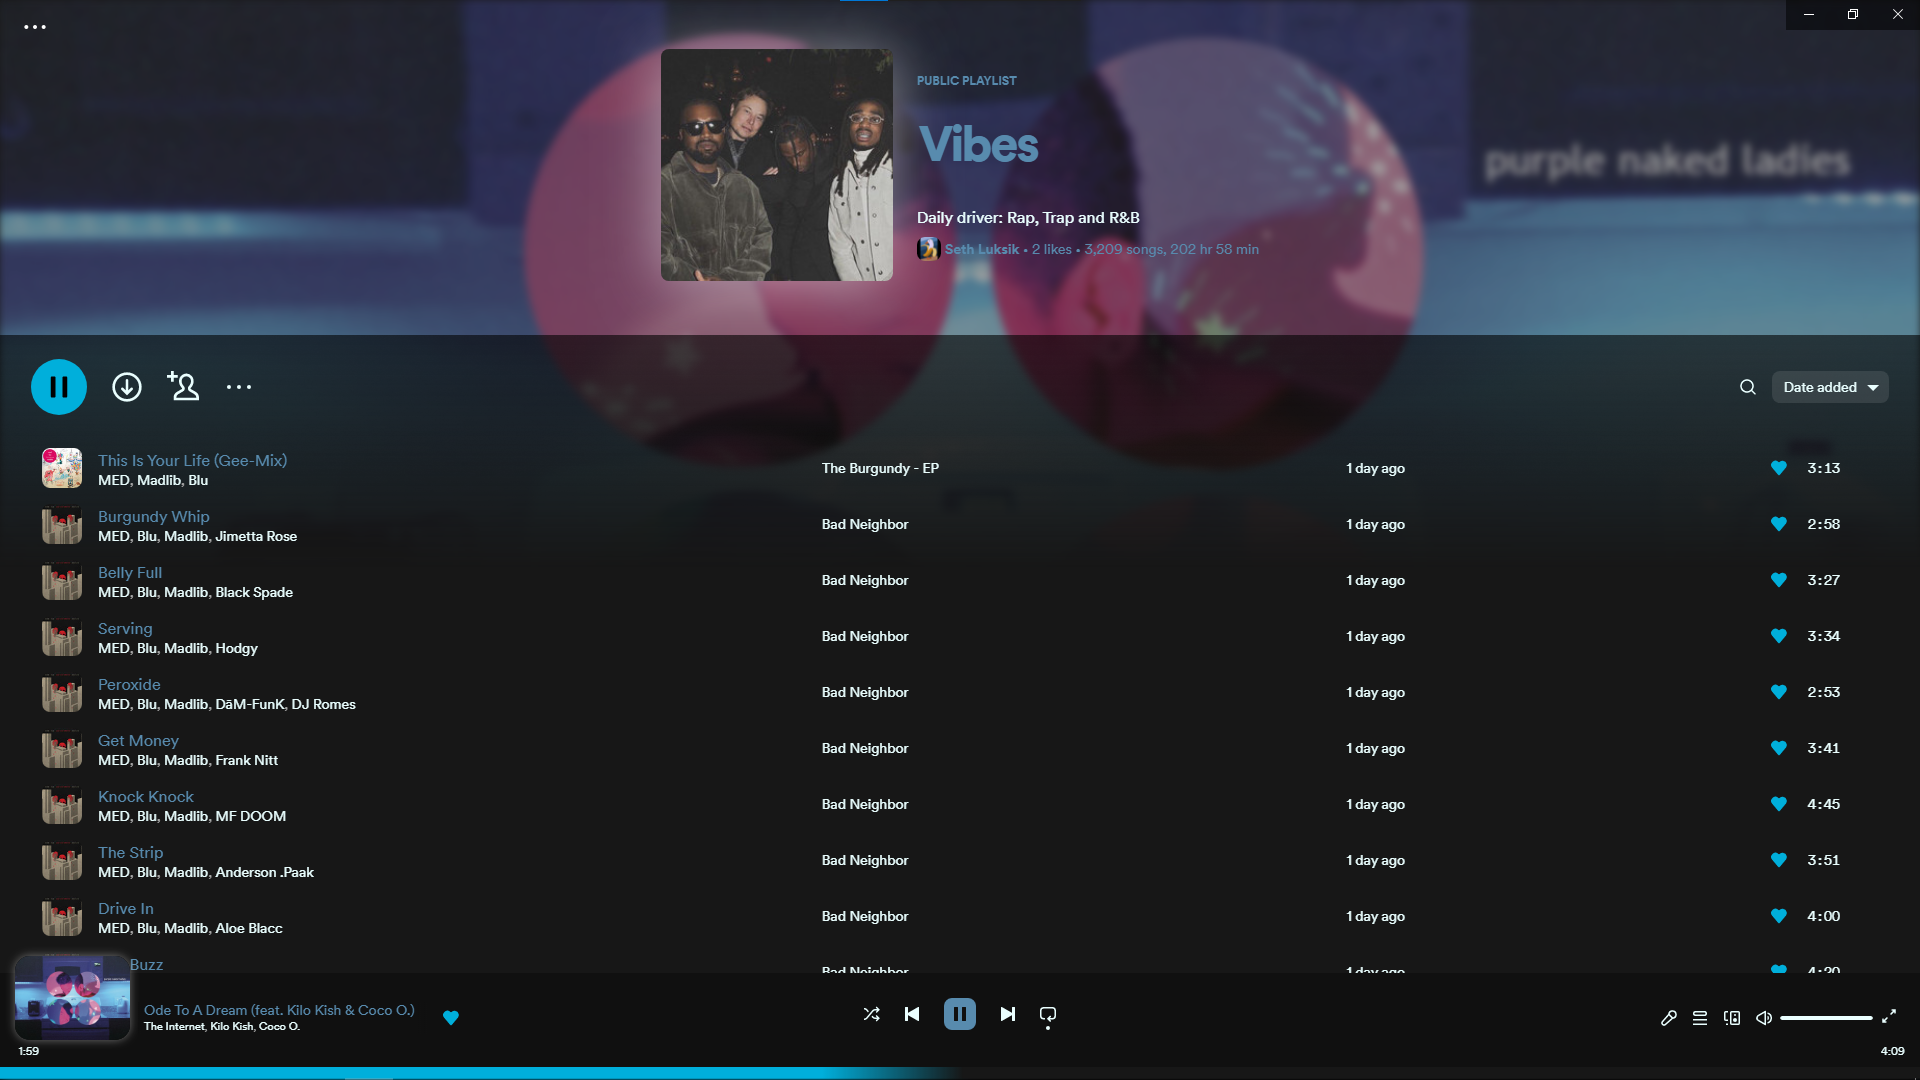 PUBLIC PLAYLIST
Vibes
purple naked ladies
Daily driver: Rap, Trap and R&B
Seth Luksik • 2 likes • 3,209 songs, 202 hr 58 min
Date added
This Is Your Life (Gee-Mix)
MED, Madlib, Blu
The Burgundy - EP
1 day ago
3:13
Burgundy Whip
MED, Blu, Madlib, Jimetta Rose
Bad Neighbor
1 day ago
2:58
Belly Full
MED, Blu, Madlib, Black Spade
Bad Neighbor
1 day ago
3:27
Serving
MED, Blu, Madlib, Hodgy
Bad Neighbor
1 day ago
3:34
Peroxide
MED, Blu, Madlib, DāM-FunK, DJ Romes
Bad Neighbor
1 day ago
2:53
Get Money
MED, Blu, Madlib, Frank Nitt
Bad Neighbor
1 day ago
3:41
Knock Knock
MED, Blu, Madlib, MF DOOM
Bad Neighbor
1 day ago
4:45
The Strip
MED, Blu, Madlib, Anderson .Paak
Bad Neighbor
1 day ago
3:51
Drive In
MED, Blu, Madlib, Aloe Blacc
Bad Neighbor
1 day ago
4:00
Buzz
Bad Neighbor
1 day ago
4:20
Ode To A Dream (feat. Kilo Kish & Coco O.)
The Internet, Kilo Kish, Coco O.
1:59
4:09